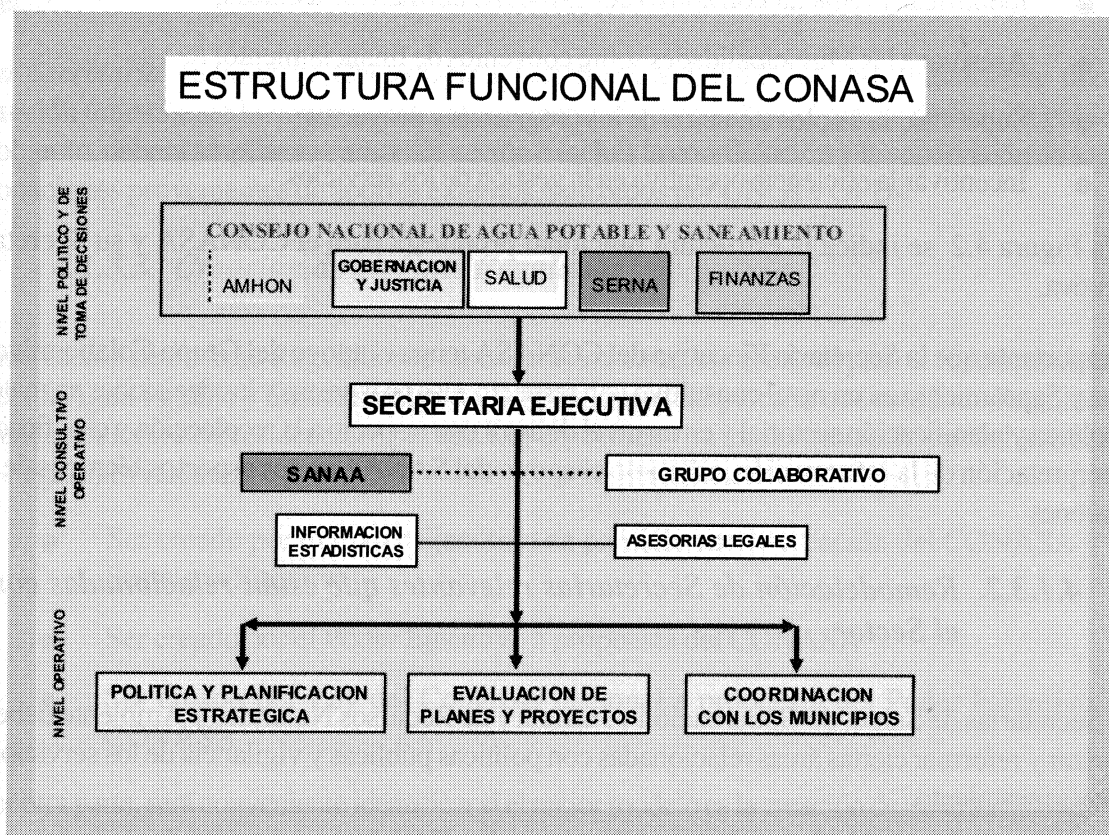 ESTRUCTURA FUNCIONAL DEL CONASA
NIVEL POLITICO Y DE
TOMA DE DECISIONES
CONSEJO NACIONAL DE AGUA POTABLE Y SANEAMIENTO
AMHON
GOBERNACION
Y JUSTICIA
SALUD
SERNA
FINANZAS
NIVEL CONSULTIVO
OPERATIVO
SECRETARIA EJECUTIVA
SANAA
GRUPO COLABORATIVO
INFORMACION
ESTADISTICAS
ASESORIAS LEGALES
NIVEL OPERATIVO
POLITICA Y PLANIFICACION
ESTRATEGICA
EVALUACION DE
PLANES Y PROYECTOS
COORDINACION
CON LOS MUNICIPIOS